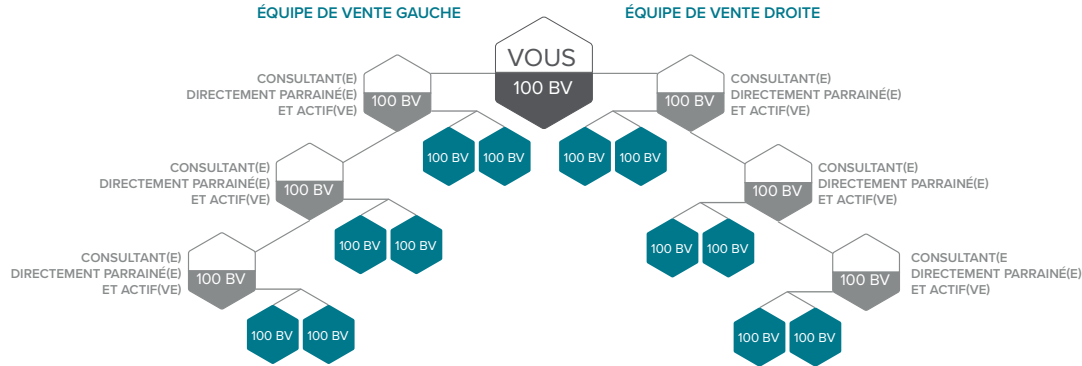 ÉQUIPE DE VENTE GAUCHE
ÉQUIPE DE VENTE DROITE
VOUS
100 BV
CONSULTANT(E)
DIRECTEMENT PARRAINÉ(E)
ET ACTIF(VE)
100 BV
100 BV
CONSULTANT(E)
DIRECTEMENT PARRAINÉ(E)
ET ACTIF(VE)
100 BV
100 BV
100 BV
100 BV
CONSULTANT(E)
DIRECTEMENT PARRAINÉ(E)
ET ACTIF(VE)
100 BV
100 BV
CONSULTANT(E)
DIRECTEMENT PARRAINÉ(E)
ET ACTIF(VE)
100 BV
100 BV
100 BV
100 BV
CONSULTANT(E)
DIRECTEMENT PARRAINÉ(E)
ET ACTIF(VE)
100 BV
100 BV
CONSULTANT(E
DIRECTEMENT PARRAINÉ(E)
ET ACTIF(VE)
100 BV
100 BV
100 BV
100 BV